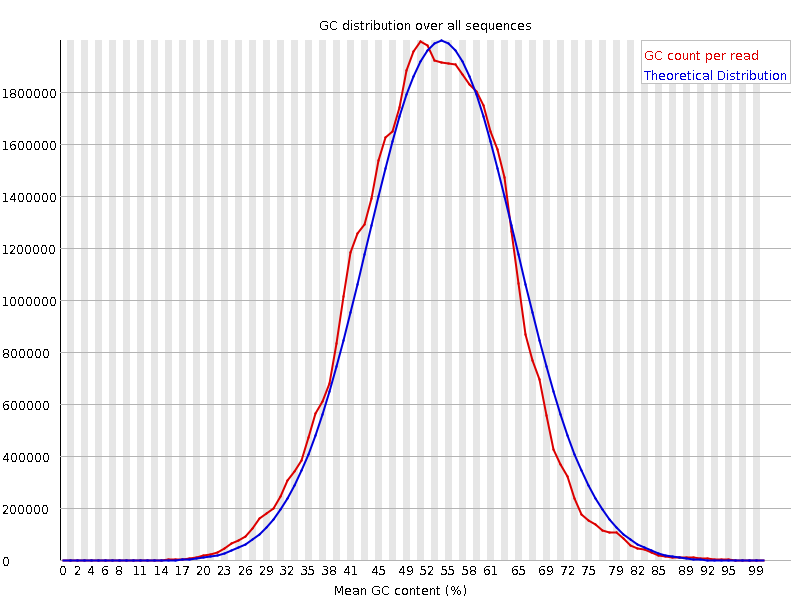 GC distribution over all sequences
GC count per read
Theoretical Distribution
1800000
1600000
1400000
1200000
1000000
800000
600000
400000
200000
0
0 2 4 6 8 11 14 17 20 23 26 29 32 35 38 41 45 49 52 55 58 61 65 69 72 75 79 82 85 89 92 95 99
Mean GC content (%)